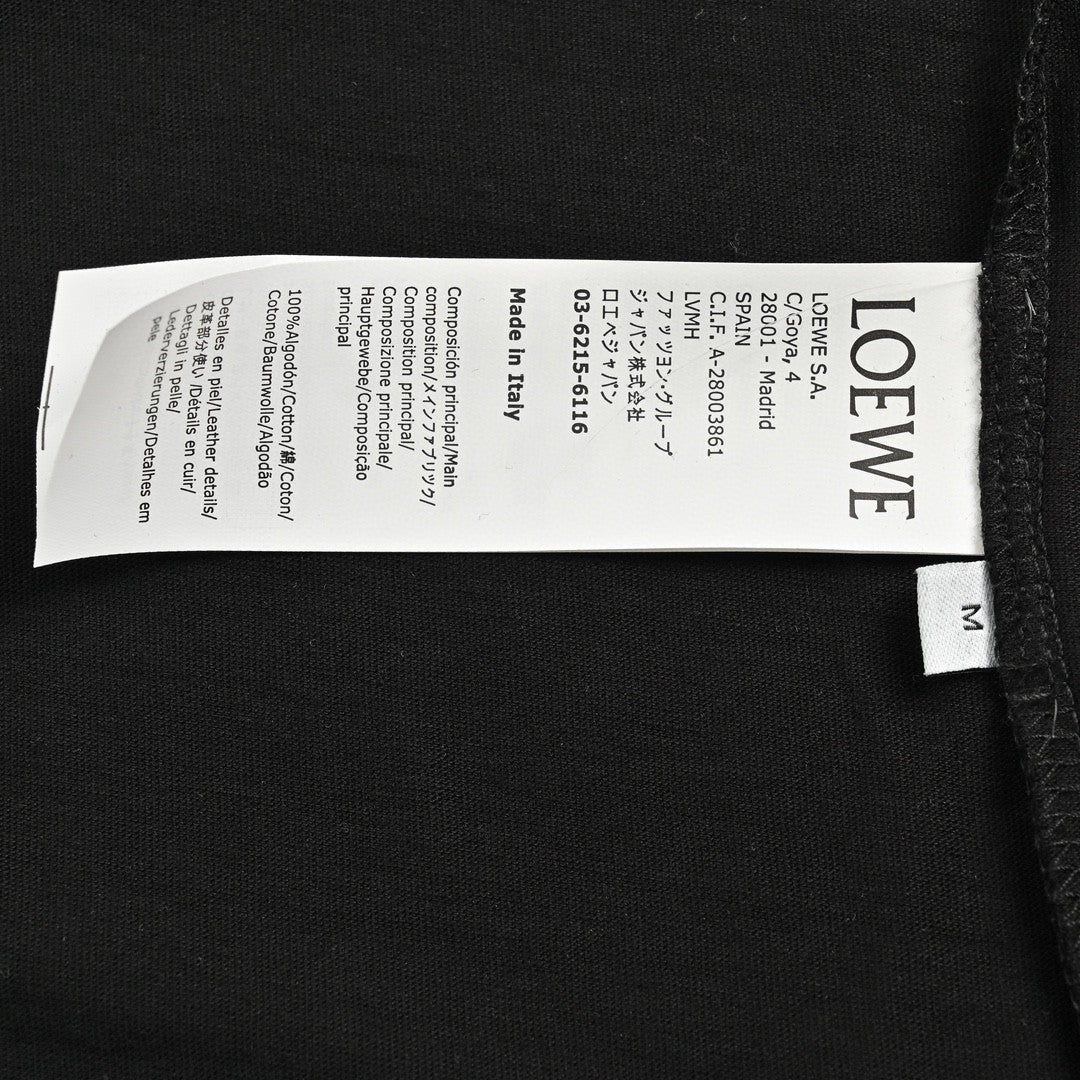 LOEWE
LOEWE S.A.
C/Goya, 4
28001 - Madrid
SPAIN
C.I.F. A-28003861
LVMH
ファッツヨン・グループ
ジャパン株式会社
ロエベジャパン
03-6215-6116
Made in Italy
Composición principal/Main
composition/メインファブリツク/
Composition principal/
Composizione principale/
Hauptgewebe/Composição
principal
100%Algodón/Cotton/綿/Coton/
Cotone/Baumwolle/Algodão
Detalles en piel/Leather details/
皮革部分使い/Détails en cuir/
Dettagli in pelle/
Lederverzierungen/Detalhes em
pele
M